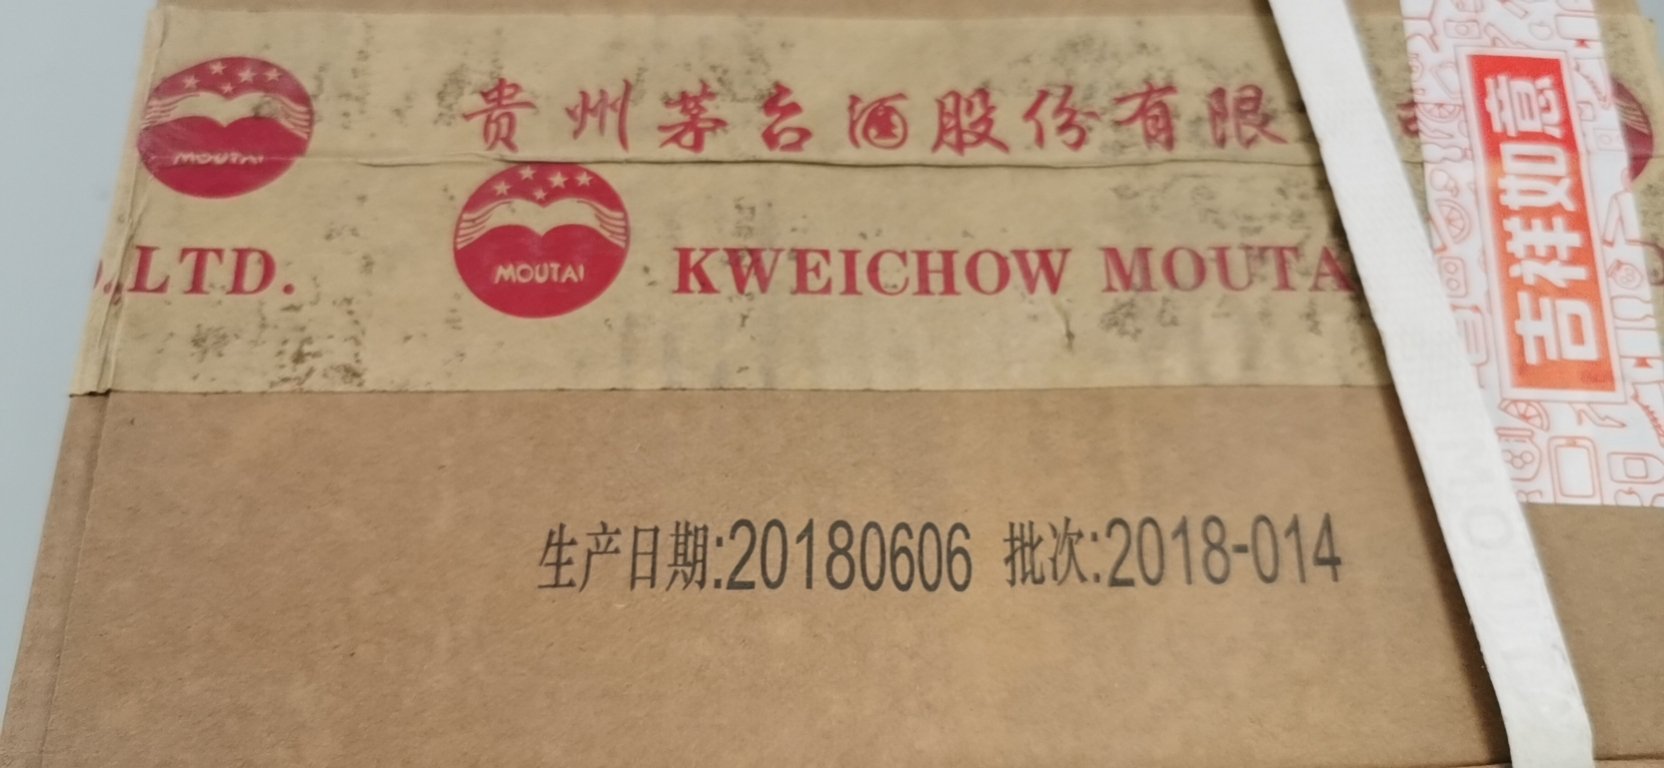 MOUTAI
贵州茅台酒股份有限
LTD.
MOUTAI
KWEICHOW MOUTA
吉祥如意
生产日期:20180606 批次:2018-014